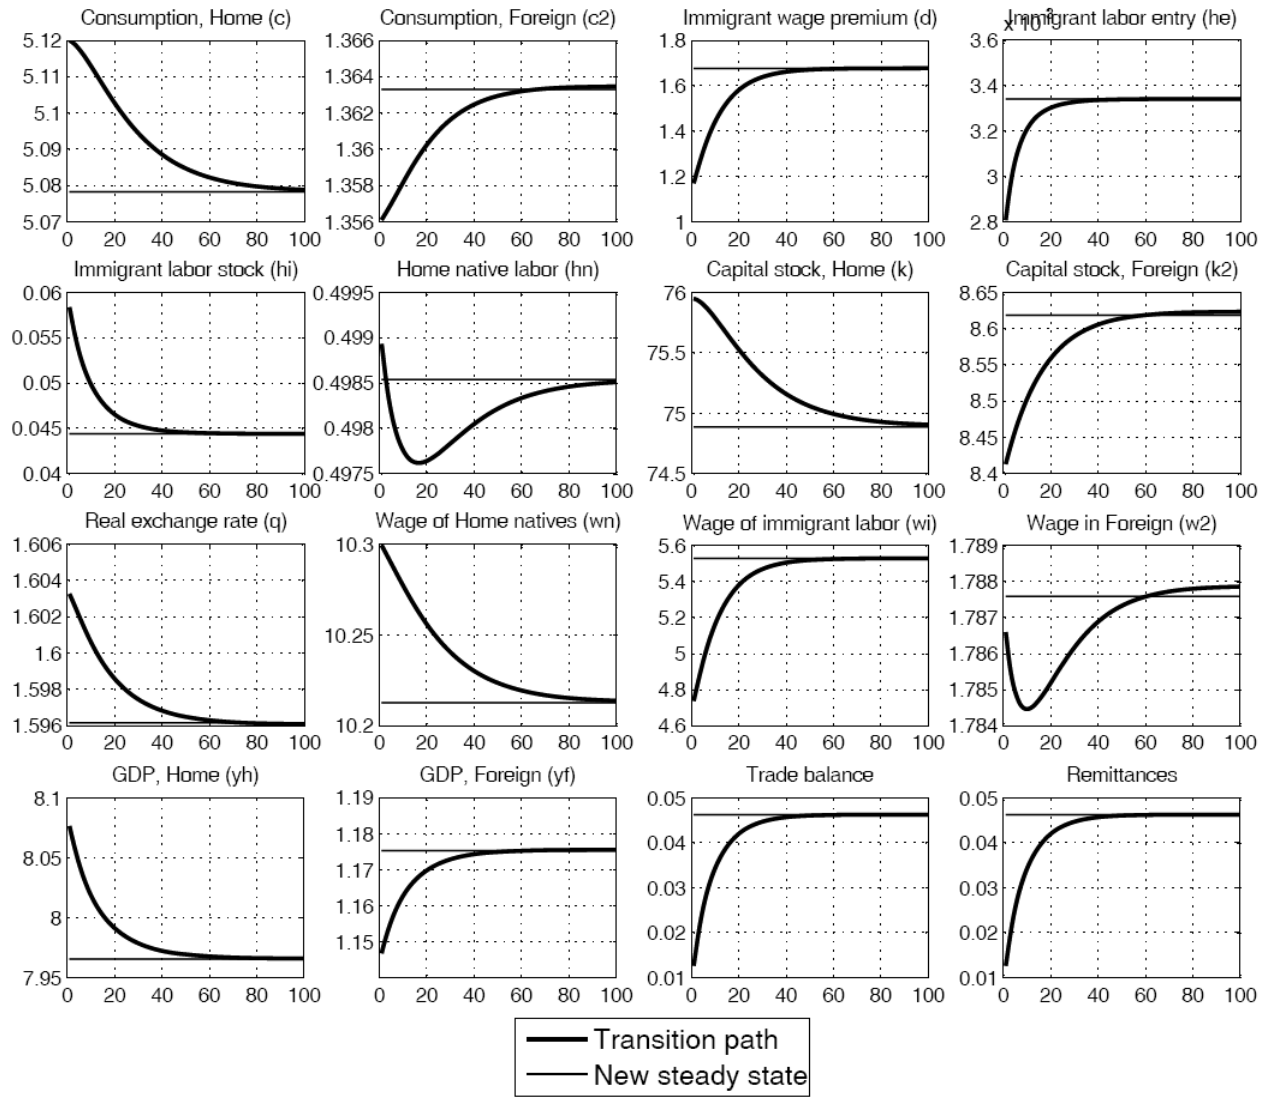 Consumption, Home (c)
5.12
5.11
5.1
5.09
5.08
5.07
0 20 40 60 80 100
Consumption, Foreign (c2)
1.366
1.364
1.362
1.36
1.358
1.356
0 20 40 60 80 100
Immigrant wage premium (d)
1.8
1.6
1.4
1.2
1
0 20 40 60 80 100
Immigrant labor entry (he)
3.6
3.4
3.2
3
2.8
0 20 40 60 80 100
Immigrant labor stock (hi)
0.06
0.055
0.05
0.045
0.04
0 20 40 60 80 100
Home native labor (hn)
0.4995
0.499
0.4985
0.498
0.4975
0 20 40 60 80 100
Capital stock, Home (k)
76
75.5
75
74.5
0 20 40 60 80 100
Capital stock, Foreign (k2)
8.65
8.6
8.55
8.5
8.45
8.4
0 20 40 60 80 100
Real exchange rate (q)
1.606
1.604
1.602
1.6
1.598
1.596
0 20 40 60 80 100
Wage of Home natives (wn)
10.3
10.25
10.2
0 20 40 60 80 100
Wage of immigrant labor (wi)
5.6
5.4
5.2
5
4.8
4.6
0 20 40 60 80 100
Wage in Foreign (w2)
1.789
1.788
1.787
1.786
1.785
1.784
0 20 40 60 80 100
GDP, Home (yh)
8.1
8.05
8
7.95
0 20 40 60 80 100
GDP, Foreign (yf)
1.19
1.18
1.17
1.16
1.15
0 20 40 60 80 100
Trade balance
0.05
0.04
0.03
0.02
0.01
0 20 40 60 80 100
Remittances
0.05
0.04
0.03
0.02
0.01
0 20 40 60 80 100
Transition path
New steady state